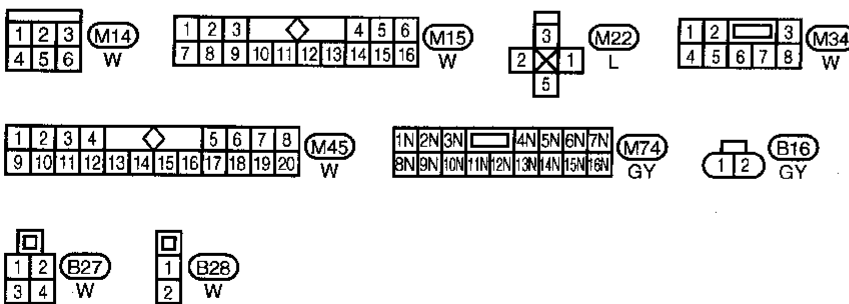 1 2 3 M14 1 2 3 4 5 6 M15 3 M22 1 2 3 M34
4 5 6 W 7 8 9 10 11 12 13 14 15 16 W 2 1 L 4 5 6 7 8 W
5
1 2 3 4 5 6 7 8 M45 1N 2N 3N 4N 5N 6N 7N M74 B16
9 10 11 12 13 14 15 16 17 18 19 20 W 8N 9N 10N 11N 12N 13N 14N 15N 16N GY 1 2 GY
1 2 B27 1 B28
3 4 W 2 W